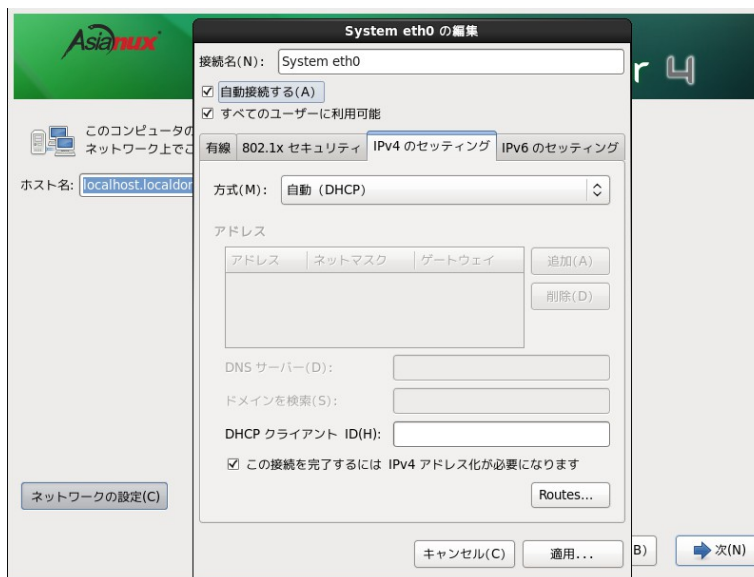 Asianux
System eth0 の編集
接続名(N): System eth0
r 4
自動接続する(A)
すべてのユーザーに利用可能
このコンピュータの
ネットワーク上でこ
有線 802.1x セキュリティ IPv4 のセッティング IPv6 のセッティング
ホスト名: localhost.localdor
方式(M): 自動 (DHCP)
アドレス
アドレス ネットマスク ゲートウェイ 追加(A)
削除(D)
DNS サーバー(D):
ドメインを検索(S):
DHCP クライアント ID(H):
この接続を完了するには IPv4 アドレス化が必要になります
ネットワークの設定(C)
Routes...
キャンセル(C) 適用... B) 次(N)